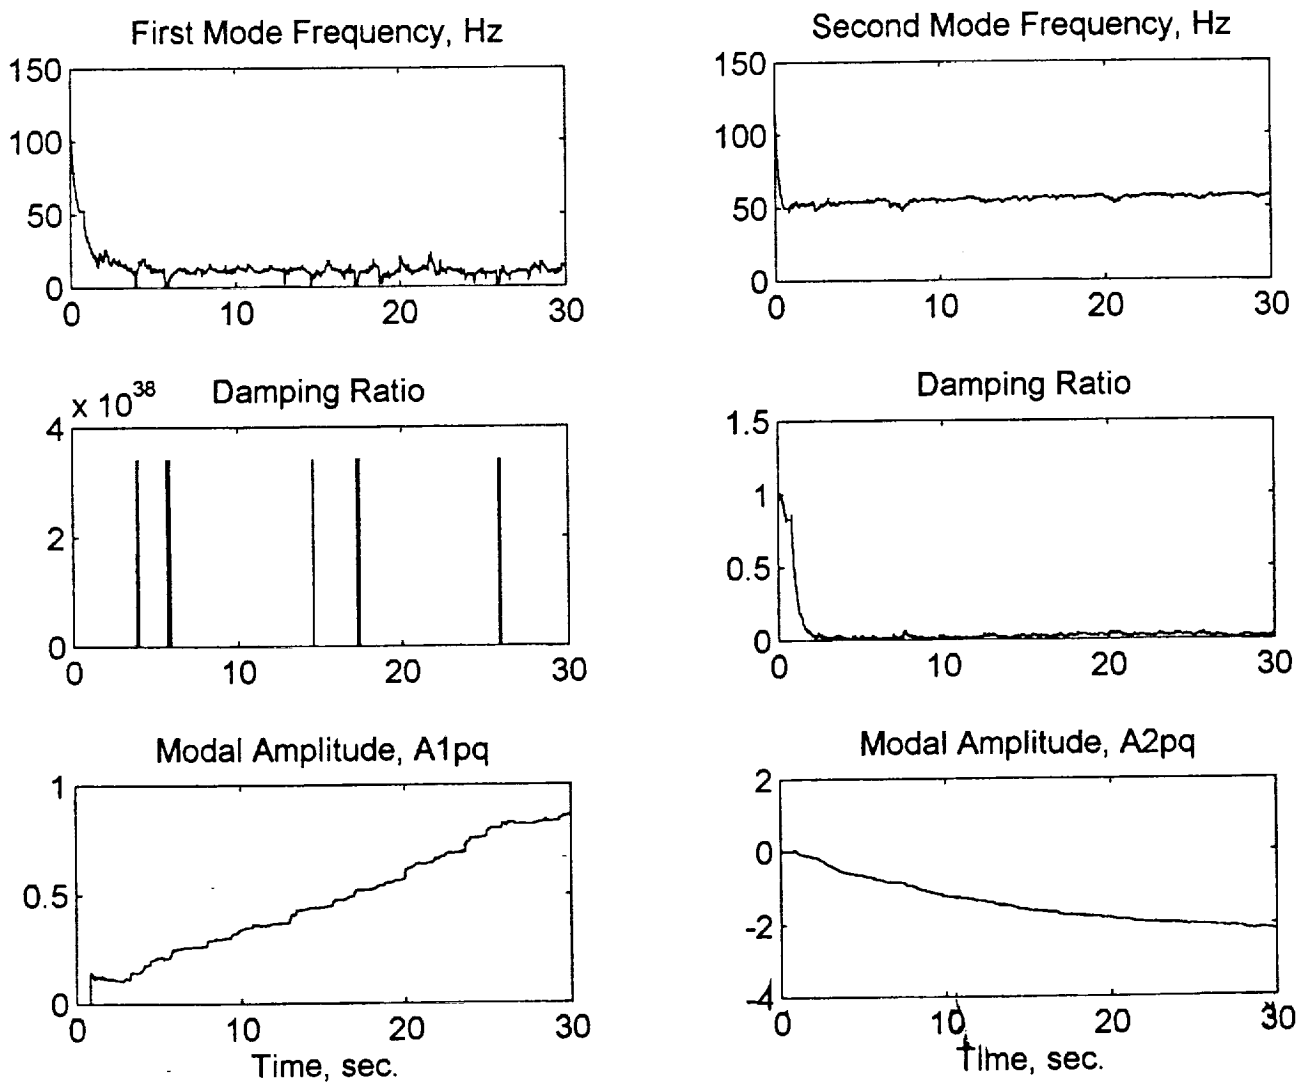 First Mode Frequency, Hz
150
100
50
0
0 10 20 30
Second Mode Frequency, Hz
150
100
50
0
0 10 20 30
x 10^38 Damping Ratio
4
2
0
0 10 20 30
Damping Ratio
1.5
1
0.5
0
0 10 20 30
Modal Amplitude, A1pq
1
0.5
0
0 10 20 30
Time, sec.
Modal Amplitude, A2pq
2
0
-2
-4
0 10 20 30
Time, sec.